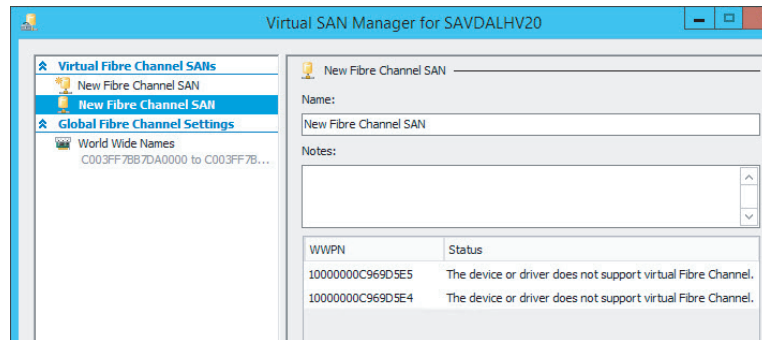 Virtual SAN Manager for SAVDALHV20
Virtual Fibre Channel SANs
New Fibre Channel SAN
New Fibre Channel SAN
Global Fibre Channel Settings
World Wide Names
C003FF7BB7DA0000 to C003FF7B...
New Fibre Channel SAN
Name:
New Fibre Channel SAN
Notes:
WWPN Status
10000000C969D5E5 The device or driver does not support virtual Fibre Channel.
10000000C969D5E4 The device or driver does not support virtual Fibre Channel.